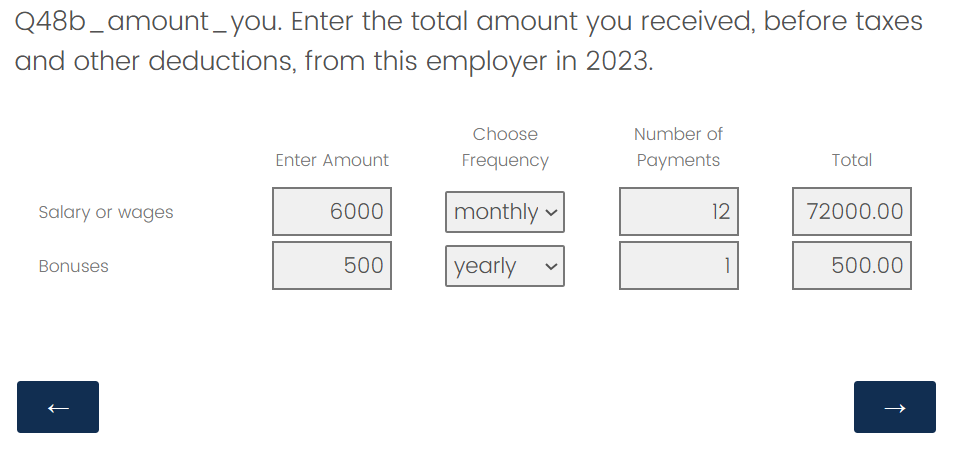 Q48b_amount_you. Enter the total amount you received, before taxes
and other deductions, from this employer in 2023.
Enter Amount Choose Frequency Number of Payments Total
Salary or wages 6000 monthly 12 72000.00
Bonuses 500 yearly 1 500.00
← →